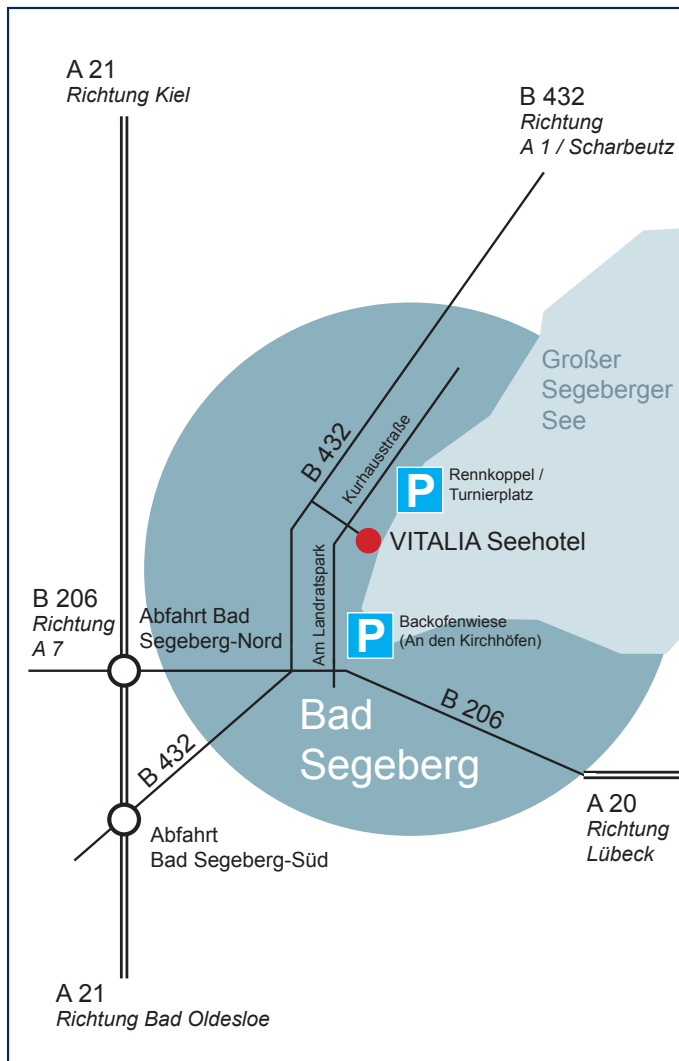 A 21
Richtung Kiel
B 432
Richtung
A 1 / Scharbeutz
Großer
Segeberger
See
B 432
Kurhausstraße
P
Rennkoppel /
Turnierplatz
VITALIA Seehotel
B 206
Richtung
A 7
Abfahrt Bad
Segeberg-Nord
Am Landratspark
P
Backofenwiese
(An den Kirchhöfen)
Bad
Segeberg
B 206
B 432
A 20
Richtung
Lübeck
Abfahrt
Bad Segeberg-Süd
A 21
Richtung Bad Oldesloe